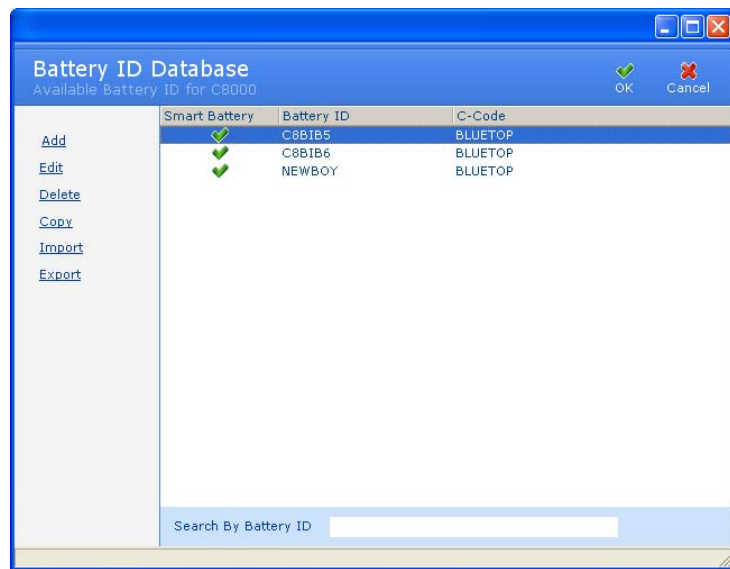 Battery ID Database
Available Battery ID for C8000
OK Cancel
Add
Edit
Delete
Copy
Import
Export
Smart Battery Battery ID C-Code
C8BIB5 BLUETOP
C8BIB6 BLUETOP
NEWBOY BLUETOP
Search By Battery ID